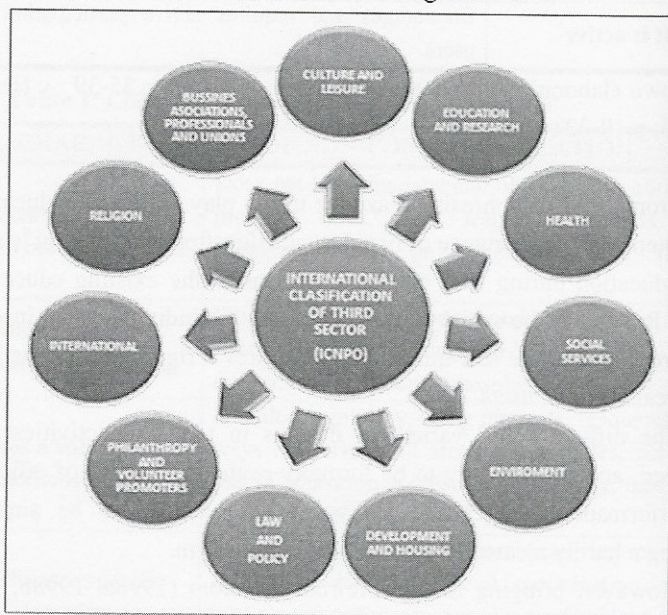 CULTURE AND
LEISURE
EDUCATION
AND RESEARCH
HEALTH
SOCIAL
SERVICES
ENVIROMENT
DEVELOPMENT
AND HOUSING
LAW
AND
POLICY
PHILANTHROPY
AND
VOLUNTEER
PROMOTERS
INTERNATIONAL
RELIGION
BUSSINES
ASOCIATIONS,
PROFESSIONALS
AND UNIONS
INTERNATIONAL
CLASIFICATION
OF THIRD
SECTOR
(ICNPO)